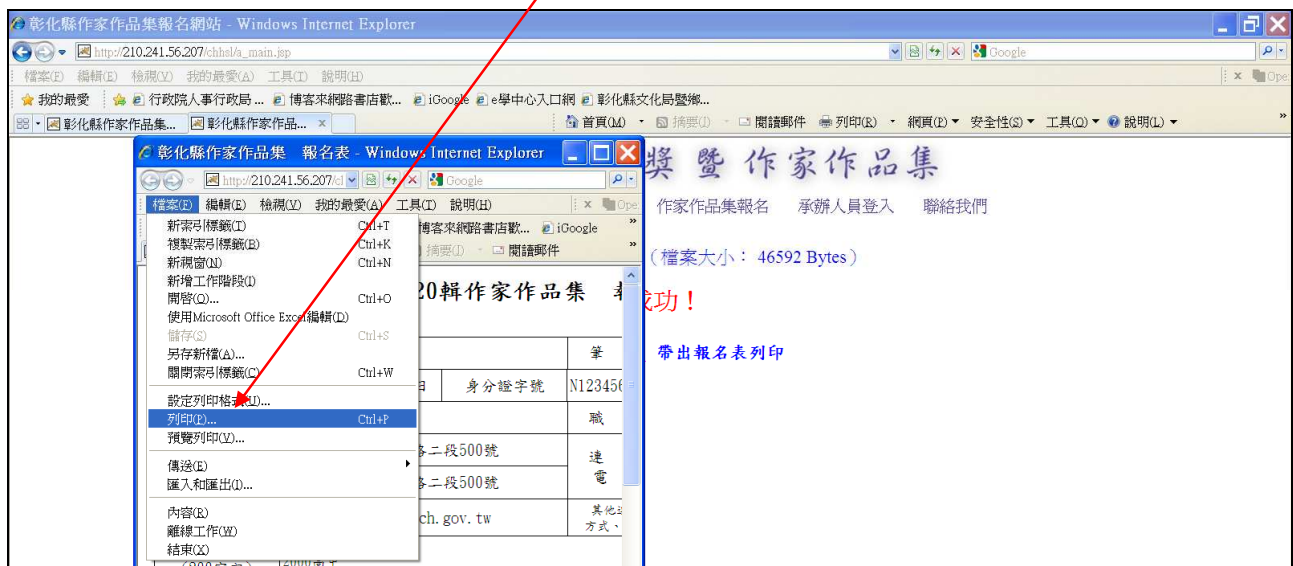 彰化縣作家作品集報名網站 - Windows Internet Explorer
http://210.241.56.207/chhsl/a_main.jsp
Google
檔案(F) 編輯(E) 檢視(V) 我的最愛(A) 工具(T) 說明(H)
我的最愛 行政院人事行政局 ... 博客來網路書店歡... iGoogle e學中心入口網 彰化縣文化局暨鄉...
彰化縣作家作品集... 彰化縣作家作品... 首頁(M) 摘要(J) 閱讀郵件 列印(R) 網頁(P) 安全性(S) 工具(O) 說明(L)
彰化縣作家作品集 報名表 - Windows Internet Explorer
獎 暨 作家作品集
http://210.241.56.207/cl
Google
檔案(F) 編輯(E) 檢視(V) 我的最愛(A) 工具(T) 說明(H)
作家作品集報名 承辦人員登入 聯絡我們
新索引標籤(T) Ctrl+T
博客來網路書店歡... iGoogle
複製索引標籤(B) Ctrl+K
摘要(J) 閱讀郵件
新視窗(N) Ctrl+N
(檔案大小： 46592 Bytes)
新增工作階段(I)
開啓(O)... Ctrl+O
20輯作家作品集
功！
使用Microsoft Office Excel編輯(D)
儲存(S) Ctrl+S
另存新檔(A)...
筆
帶出報名表列印
關閉索引標籤(C) Ctrl+W
身分證字號 N123456
設定列印格式(U)...
列印(P)... Ctrl+P
職
預覽列印(V)...
二段500號
連
傳送(E)
電
匯入和匯出(I)...
二段500號
內容(R)
ch.gov.tw
其他
方式、
離線工作(W)
結束(X)